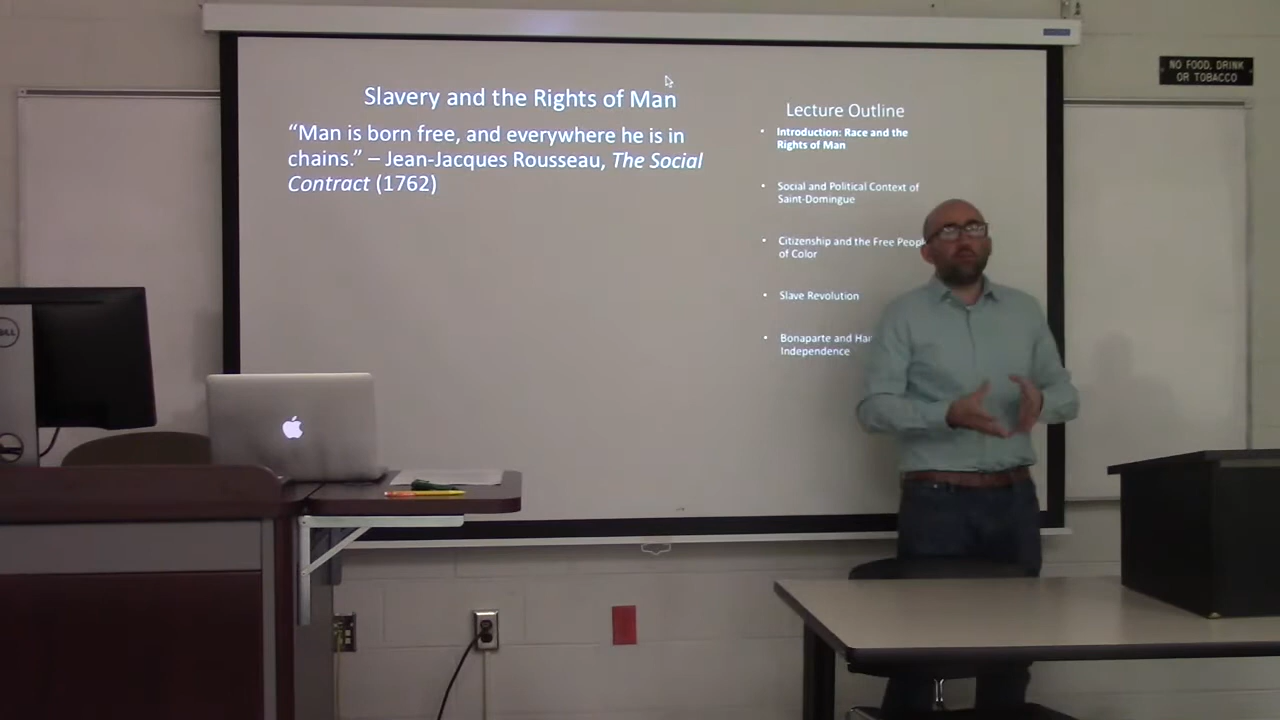 Slavery and the Rights of Man
“Man is born free, and everywhere he is in
chains.” – Jean-Jacques Rousseau, The Social
Contract (1762)
Lecture Outline
• Introduction: Race and the
Rights of Man
• Social and Political Context of
Saint-Domingue
• Citizenship and the Free
of Color
• Slave Revolution
• Bonaparte and
Independence
NO FOOD, DRINK
OR TOBACCO
DELL